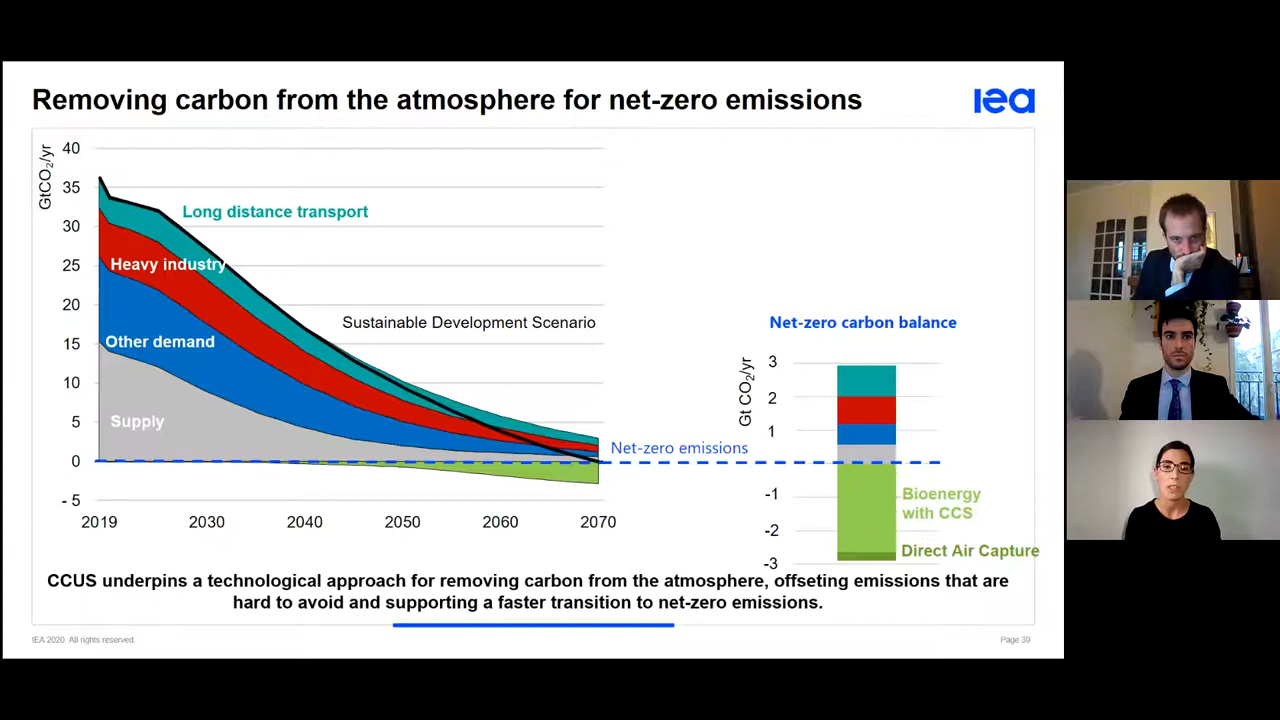 Removing carbon from the atmosphere for net-zero emissions
iea
GtCO₂/yr
40
35
30
25
20
15
10
5
0
- 5
Long distance transport
Heavy industry
Other demand
Supply
Sustainable Development Scenario
Net-zero emissions
2019
2030
2040
2050
2060
2070
Net-zero carbon balance
Gt CO₂/yr
3
2
1
-1
-2
-3
Bioenergy
with CCS
Direct Air Capture
CCUS underpins a technological approach for removing carbon from the atmosphere, offsetting emissions that are
hard to avoid and supporting a faster transition to net-zero emissions.
IEA 2020. All rights reserved.
Page 39